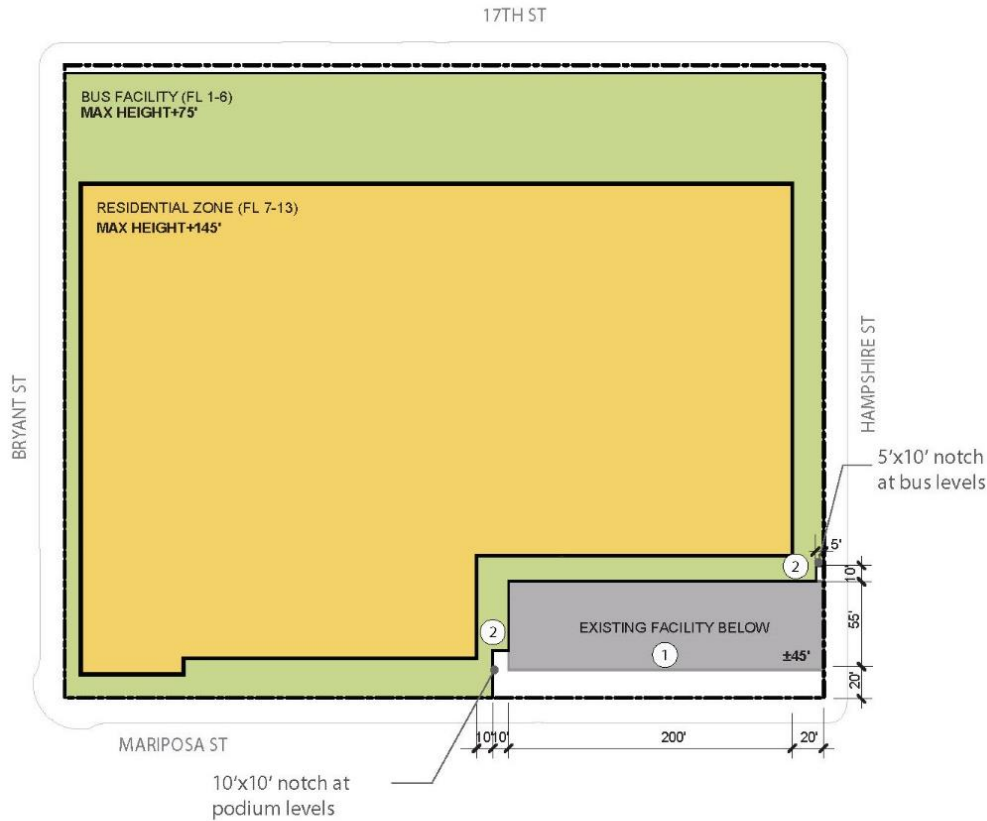 17TH ST
BUS FACILITY (FL 1-6)
MAX HEIGHT+75'
RESIDENTIAL ZONE (FL 7-13)
MAX HEIGHT+145'
BRYANT ST
HAMPSHIRE ST
5'x10' notch
at bus levels
5'
2
10'
2
EXISTING FACILITY BELOW
1
±45'
55'
20'
MARIPOSA ST
10'
10'
200'
20'
10'x10' notch at
podium levels